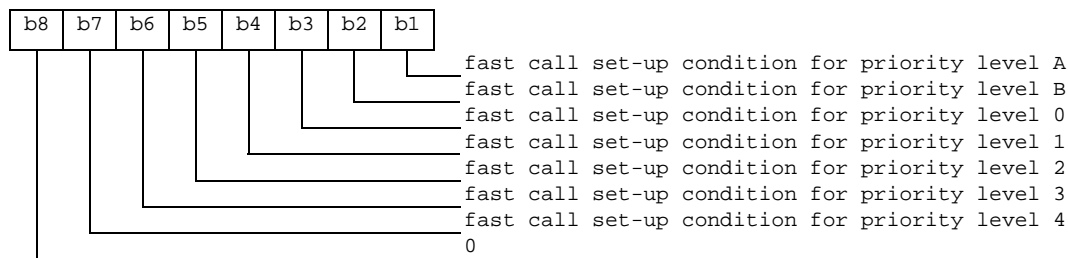 b8 b7 b6 b5 b4 b3 b2 b1
fast call set-up condition for priority level A
fast call set-up condition for priority level B
fast call set-up condition for priority level 0
fast call set-up condition for priority level 1
fast call set-up condition for priority level 2
fast call set-up condition for priority level 3
fast call set-up condition for priority level 4
0